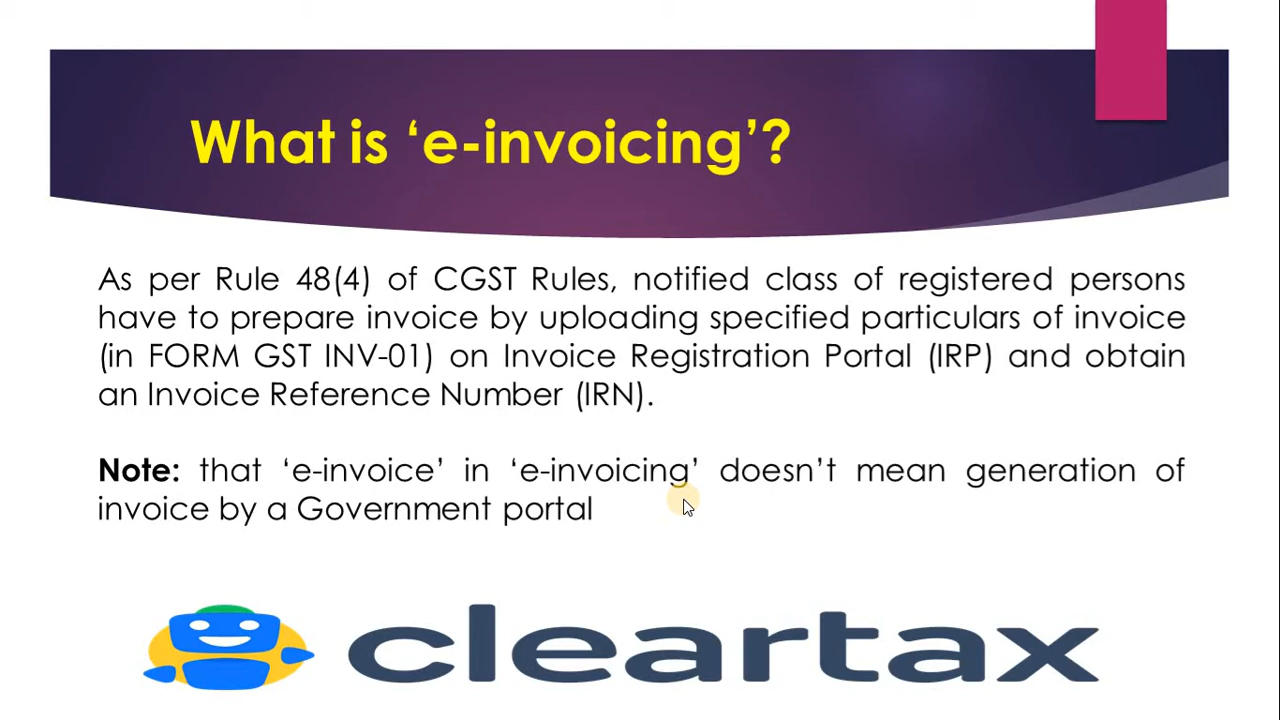 What is ‘e-invoicing’?
As per Rule 48(4) of CGST Rules, notified class of registered persons
have to prepare invoice by uploading specified particulars of invoice
(in FORM GST INV-01) on Invoice Registration Portal (IRP) and obtain
an Invoice Reference Number (IRN).
Note: that ‘e-invoice’ in ‘e-invoicing’ doesn’t mean generation of
invoice by a Government portal
cleartax